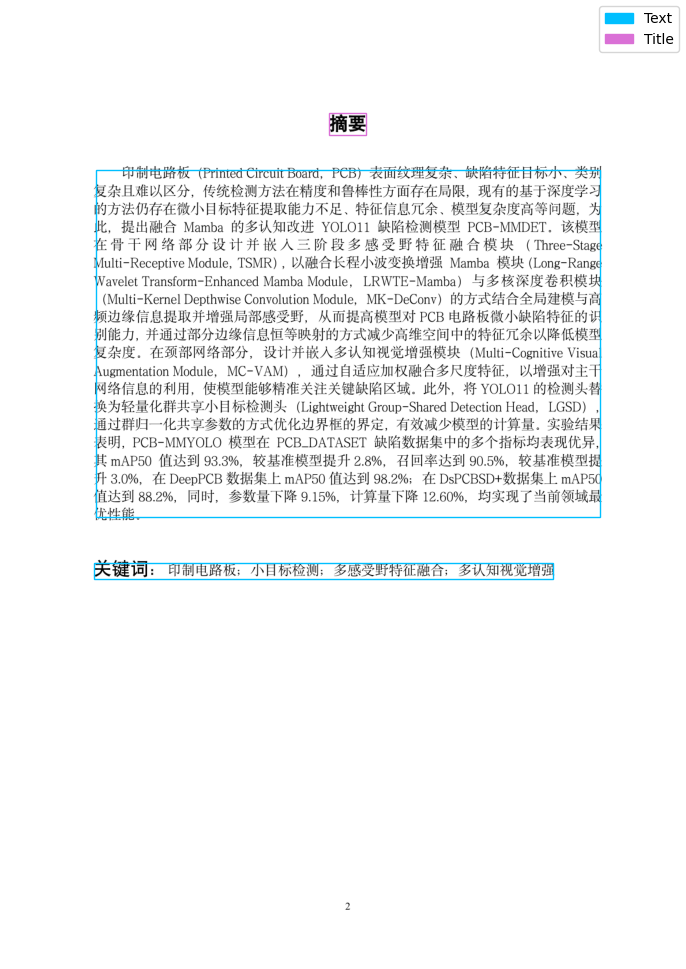 Text
Title
摘要
印制电路板（Printed Circuit Board，PCB）表面纹理复杂、缺陷特征目标小、类别
复杂且难以区分，传统检测方法在精度和鲁棒性方面存在局限，现有的基于深度学习
的方法仍存在微小目标特征提取能力不足、特征信息冗余、模型复杂度高等问题，为
此，提出融合 Mamba 的多认知改进 YOLO11 缺陷检测模型 PCB-MMDET。该模型
在骨干网络部分设计并嵌入三阶段多感受野特征融合模块（Three-Stage
Multi-Receptive Module, TSMR)，以融合长程小波变换增强 Mamba 模块（Long-Range
Wavelet Transform-Enhanced Mamba Module，LRWTE-Mamba）与多核深度卷积模块
（Multi-Kernel Depthwise Convolution Module，MK-DeConv）的方式结合全局建模与高
频边缘信息提取并增强局部感受野，从而提高模型对 PCB 电路板微小缺陷特征的识
别能力，并通过部分边缘信息恒等映射的方式减少高维空间中的特征冗余以降低模型
复杂度。在颈部网络部分，设计并嵌入多认知视觉增强模块（Multi-Cognitive Visual
Augmentation Module，MC-VAM），通过自适应加权融合多尺度特征，以增强对主干
网络信息的利用，使模型能够精准关注关键缺陷区域。此外，将 YOLO11 的检测头替
换为轻量化群共享小目标检测头（Lightweight Group-Shared Detection Head，LGSD），
通过群归一化共享参数的方式优化边界框的界定，有效减少模型的计算量。实验结果
表明，PCB-MMYOLO 模型在 PCB_DATASET 缺陷数据集中的多个指标均表现优异，
其 mAP50 值达到 93.3%，较基准模型提升 2.8%，召回率达到 90.5%，较基准模型提
升 3.0%，在 DeepPCB 数据集上 mAP50 值达到 98.2%；在 DsPCBSD+数据集上 mAP50
值达到 88.2%，同时，参数量下降 9.15%，计算量下降 12.60%，均实现了当前领域最
优性能。
关键词： 印制电路板；小目标检测；多感受野特征融合；多认知视觉增强
2